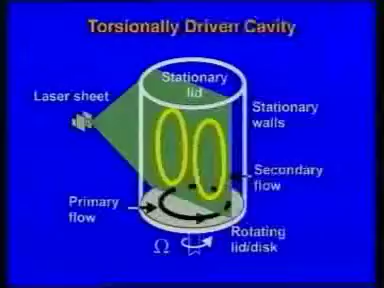 Torsionally Driven Cavity
Stationary
lid
Laser sheet
Stationary
walls
Secondary
flow
Primary
flow
Rotating
lid/disk
Ω